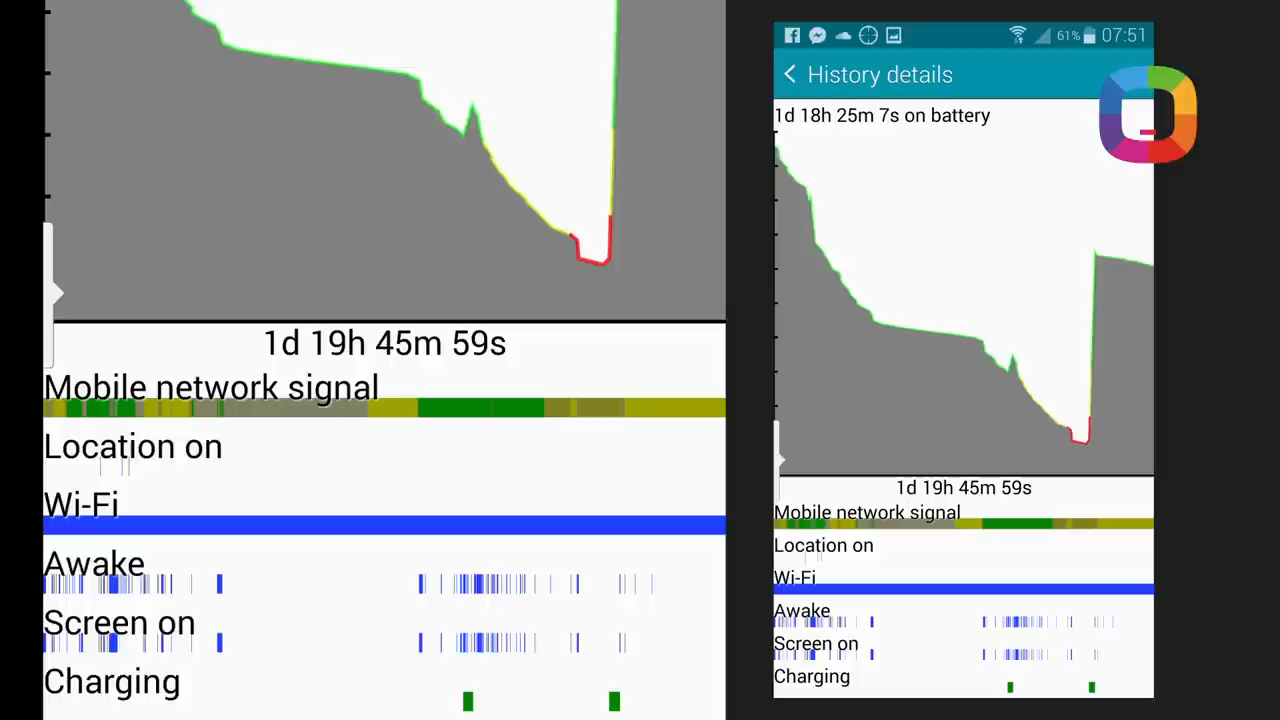 1d 19h 45m 59s
Mobile network signal
Location on
Wi-Fi
Awake
Screen on
Charging
61% 07:51
History details
1d 18h 25m 7s on battery
1d 19h 45m 59s
Mobile network signal
Location on
Wi-Fi
Awake
Screen on
Charging